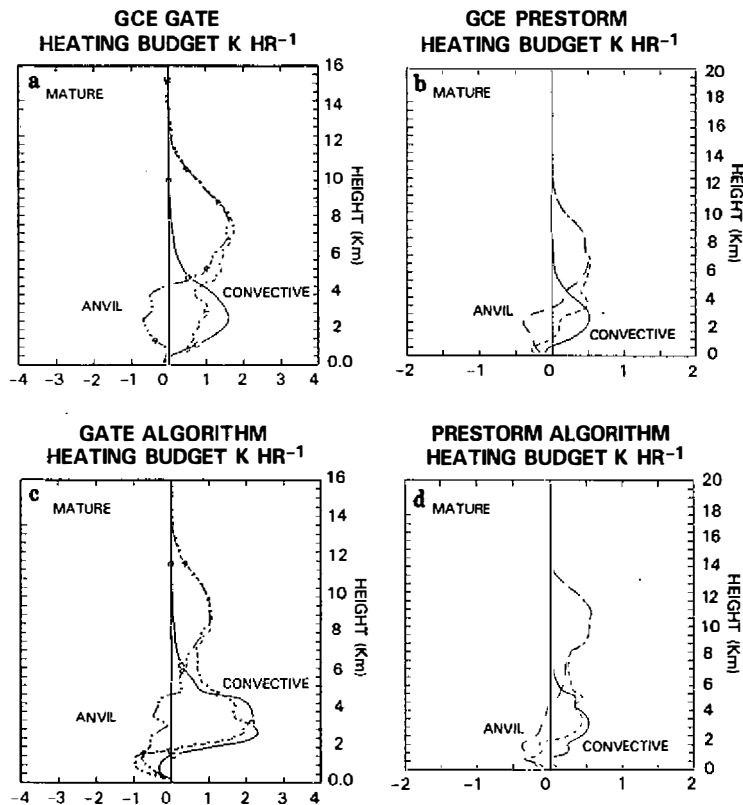 GCE GATE
HEATING BUDGET K HR⁻¹
a
MATURE
ANVIL
CONVECTIVE
16
14
12
10
8
6
4
2
0.0
HEIGHT (Km)
−4 −3 −2 −1 0 1 2 3 4
GCE PRESTORM
HEATING BUDGET K HR⁻¹
b
MATURE
ANVIL
CONVECTIVE
20
18
16
14
12
10
8
6
4
2
0
HEIGHT (Km)
−2 −1 0 1 2
GATE ALGORITHM
HEATING BUDGET K HR⁻¹
c
MATURE
ANVIL
CONVECTIVE
16
14
12
10
8
6
4
2
0.0
HEIGHT (Km)
−4 −3 −2 −1 0 1 2 3 4
PRESTORM ALGORITHM
HEATING BUDGET K HR⁻¹
d
MATURE
ANVIL
CONVECTIVE
20
18
16
14
12
10
8
6
4
2
0
HEIGHT (Km)
−2 −1 0 1 2